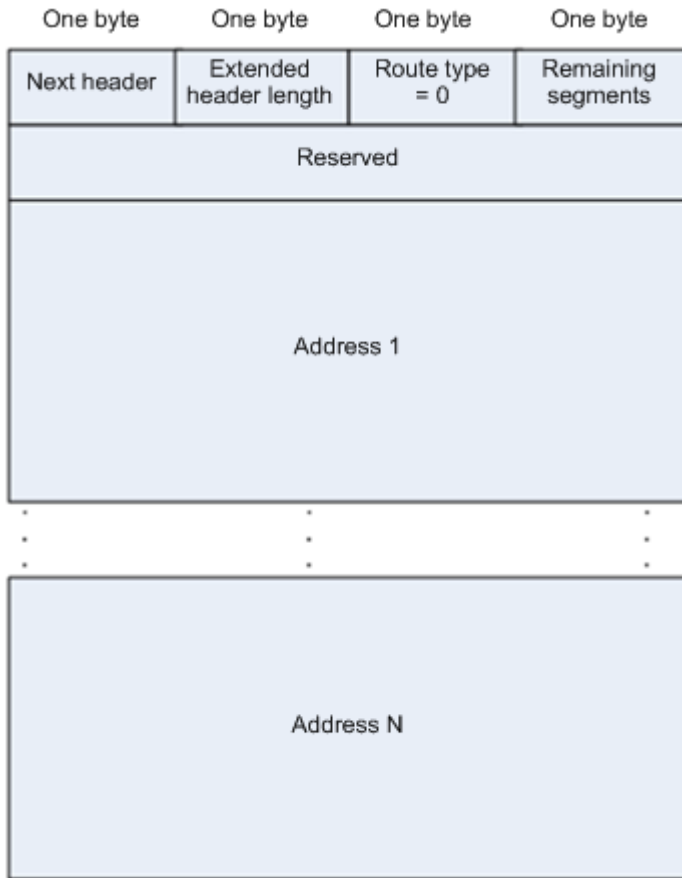 One byte One byte One byte One byte
Next header Extended header length Route type = 0 Remaining segments
Reserved
Address 1
Address N